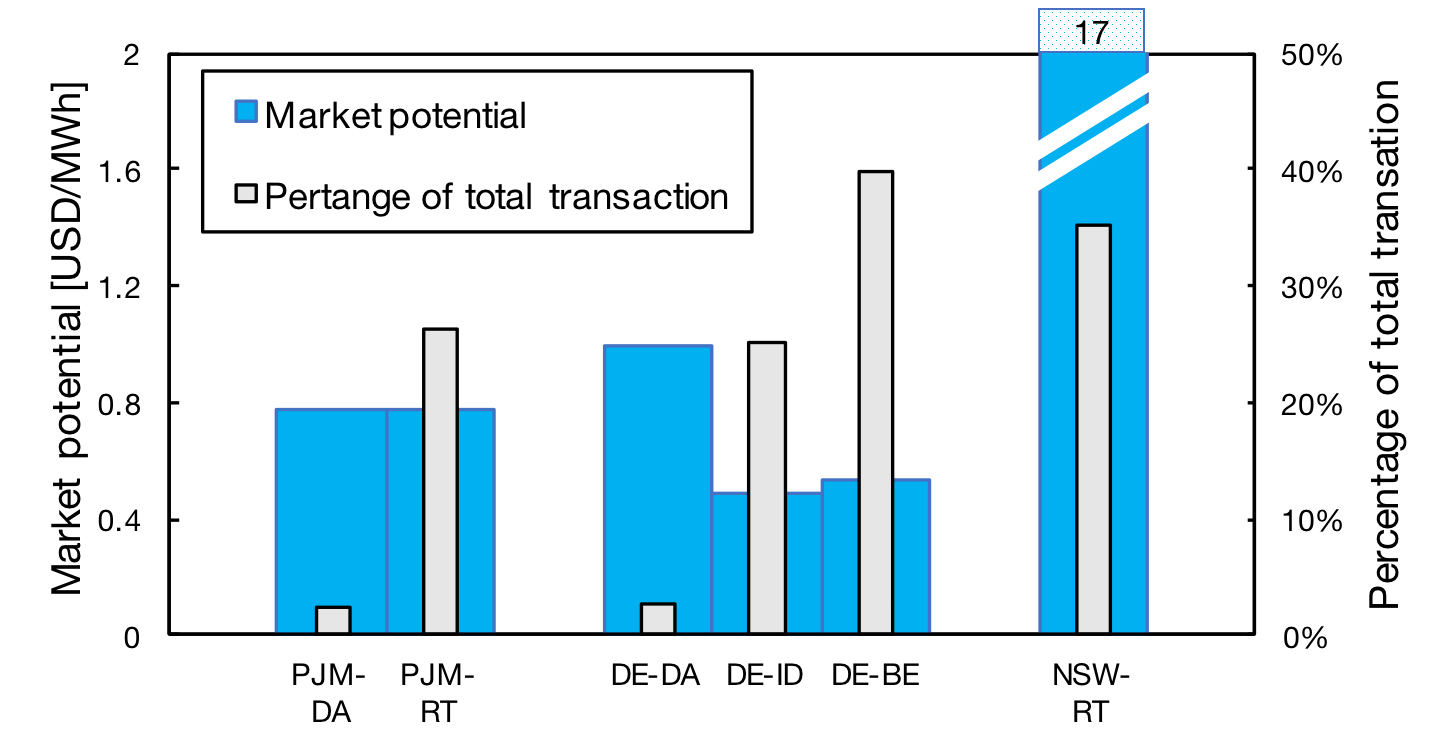 17
2
1.6
1.2
0.8
0.4
0
Market potential [USD/MWh]
Market potential
Pertange of total transaction
50%
40%
30%
20%
10%
0%
Percentage of total transation
PJM-
DA
PJM-
RT
DE-DA
DE-ID
DE-BE
NSW-
RT